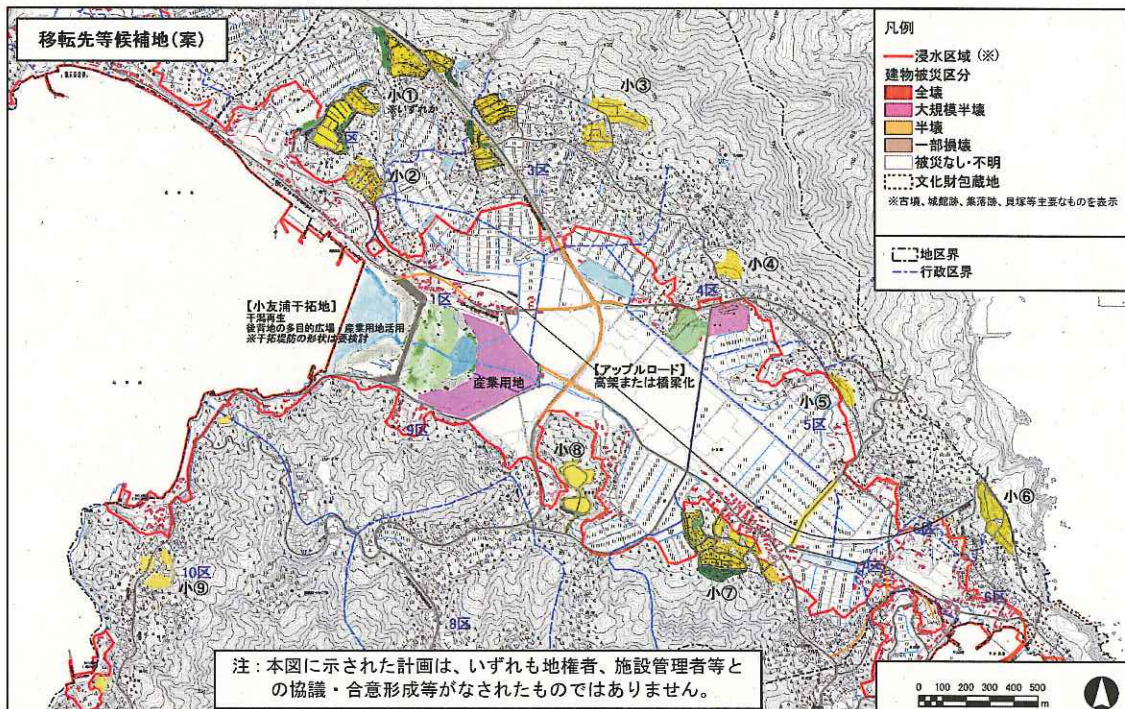 移転先等候補地(案)
凡例
浸水区域(※)
建物被災区分
全壊
大規模半壊
半壊
一部損壊
被災なし・不明
文化財包蔵地
※古墳、城館跡、集落跡、貝塚等主要なものを表示
地区界
行政区界
小①
※いずれか
小③
小②
3区
小④
4区
【小友浦干拓地】
干潟再生
後背地の多目的広場・産業用地活用
※干拓堤防の形状は要検討
1区
産業用地
【アップルロード】
高架または橋梁化
小⑤
5区
9区
小⑧
小⑥
6区
小⑦
7区
6区
10区
小⑨
8区
注:本図に示された計画は、いずれも地権者、施設管理者等と
の協議・合意形成等がなされたものではありません。
0 100 200 300 400 500
m